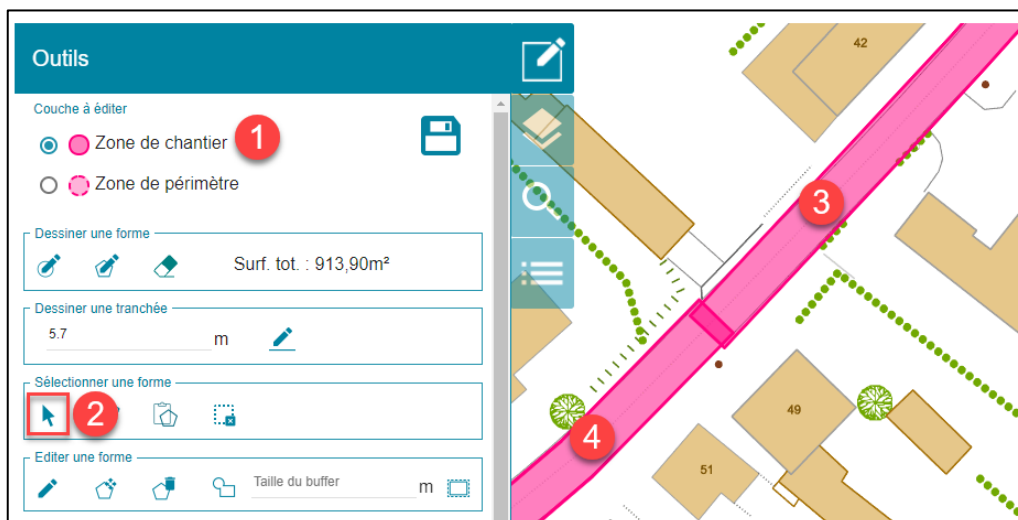 Outils
Couche à éditer
Zone de chantier
1
Zone de périmètre
Dessiner une forme
Surf. tot. : 913,90m²
Dessiner une tranchée
5.7
m
Sélectionner une forme
2
Editer une forme
Taille du buffer
m
42
3
4
49
51